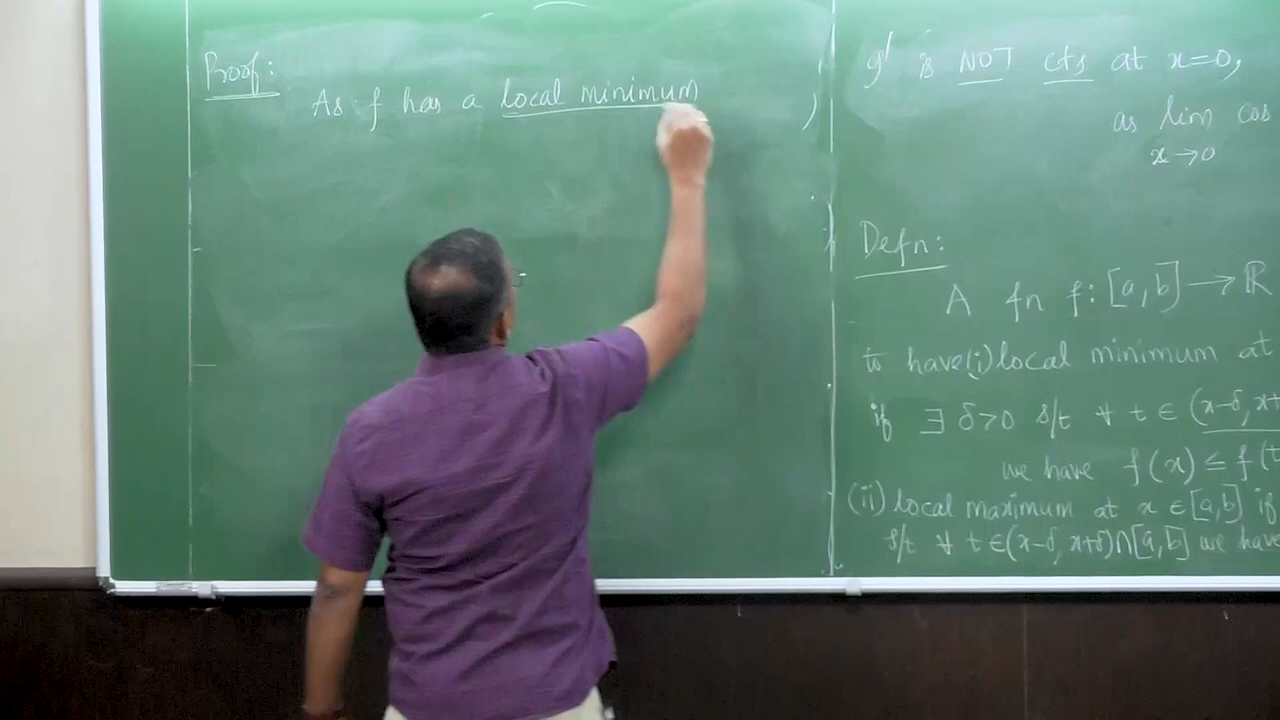 Proof:
As f has a local minimum )
g' is NOT cts at x=0,
as lim cos
x→0
Defn:
A fn f:[a,b]→ℝ
to have (i) local minimum at
if ∃ δ>0 s/t ∀ t ∈ (x-δ, x+
we have f(x) ≤ f(t
(ii) local maximum at x ∈ [a,b] if
s/t ∀ t ∈(x-δ, x+δ)∩[a,b] we have